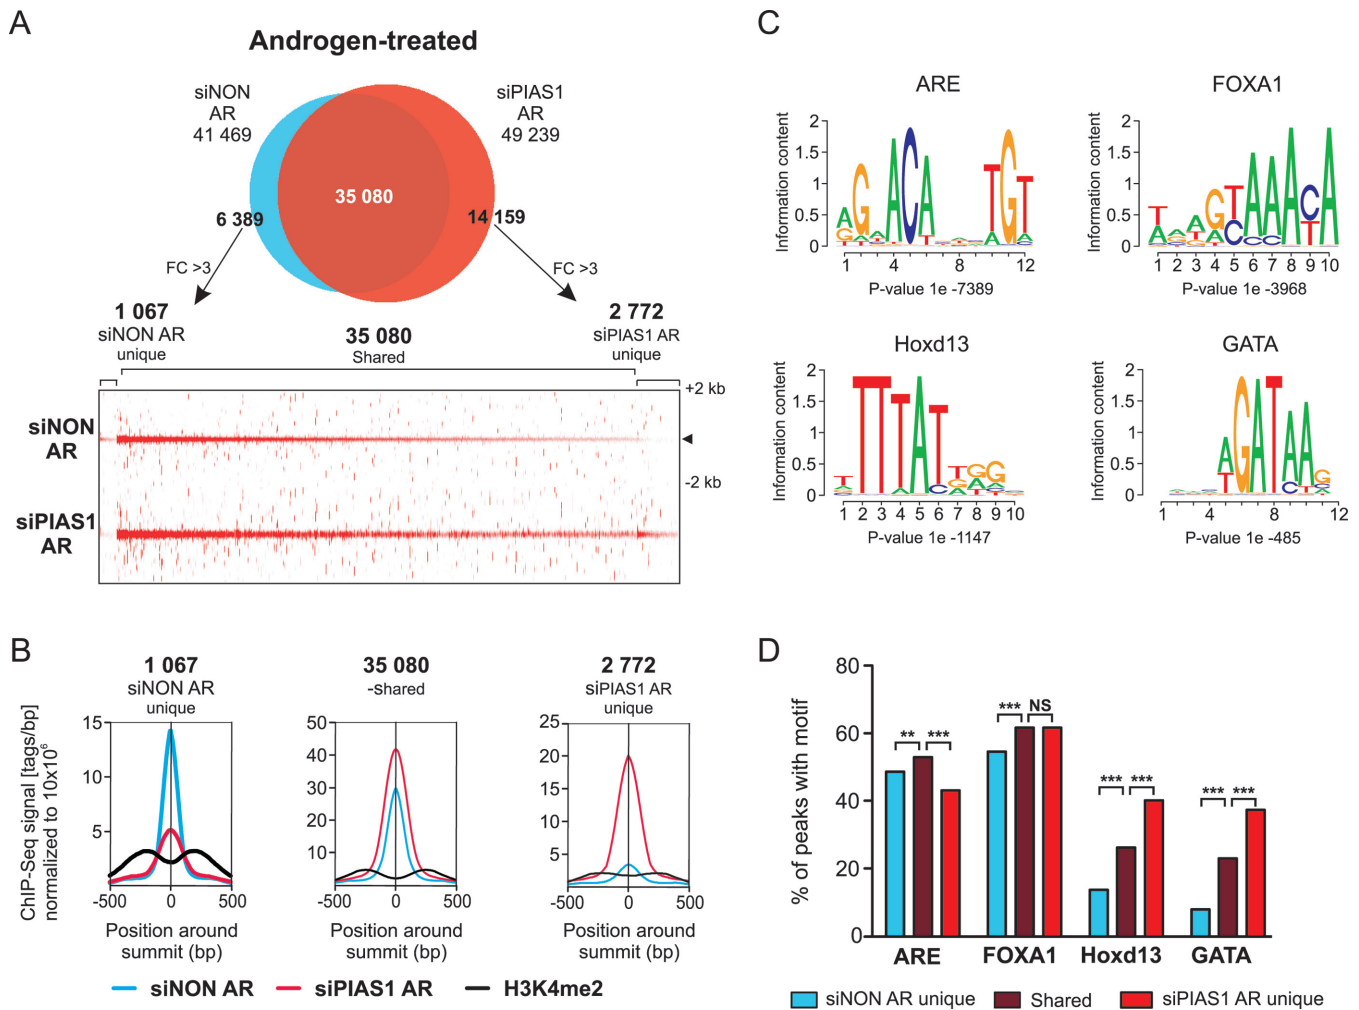 A
Androgen-treated
siNON
AR
41 469
siPIAS1
AR
49 239
35 080
6 389
14 159
FC >3
FC >3
1 067
siNON AR
unique
35 080
Shared
2 772
siPIAS1 AR
unique
+2 kb
siNON
AR
-2 kb
siPIAS1
AR
B
1 067
siNON AR
unique
35 080
-shared
2 772
siPIAS1 AR
unique
ChIP-Seq signal [tags/bp]
normalized to 10x10⁶
15
10
5
-500 0 500
Position around
summit (bp)
50
40
30
20
10
-500 0 500
Position around
summit (bp)
25
20
15
10
5
-500 0 500
Position around
summit (bp)
siNON AR siPIAS1 AR H3K4me2
C
ARE
Information content
2
1.5
1
0.5
0
1 4 8 12
P-value 1e -7389
FOXA1
Information content
2
1.5
1
0.5
0
1 2 3 4 5 6 7 8 9 10
P-value 1e -3968
Hoxd13
Information content
2
1.5
1
0.5
0
1 2 3 4 5 6 7 8 9 10
P-value 1e -1147
GATA
Information content
2
1.5
1
0.5
0
1 4 8 12
P-value 1e -485
D
% of peaks with motif
80
60
40
20
0
** ***
*** NS
*** ***
*** ***
ARE FOXA1 Hoxd13 GATA
siNON AR unique Shared siPIAS1 AR unique